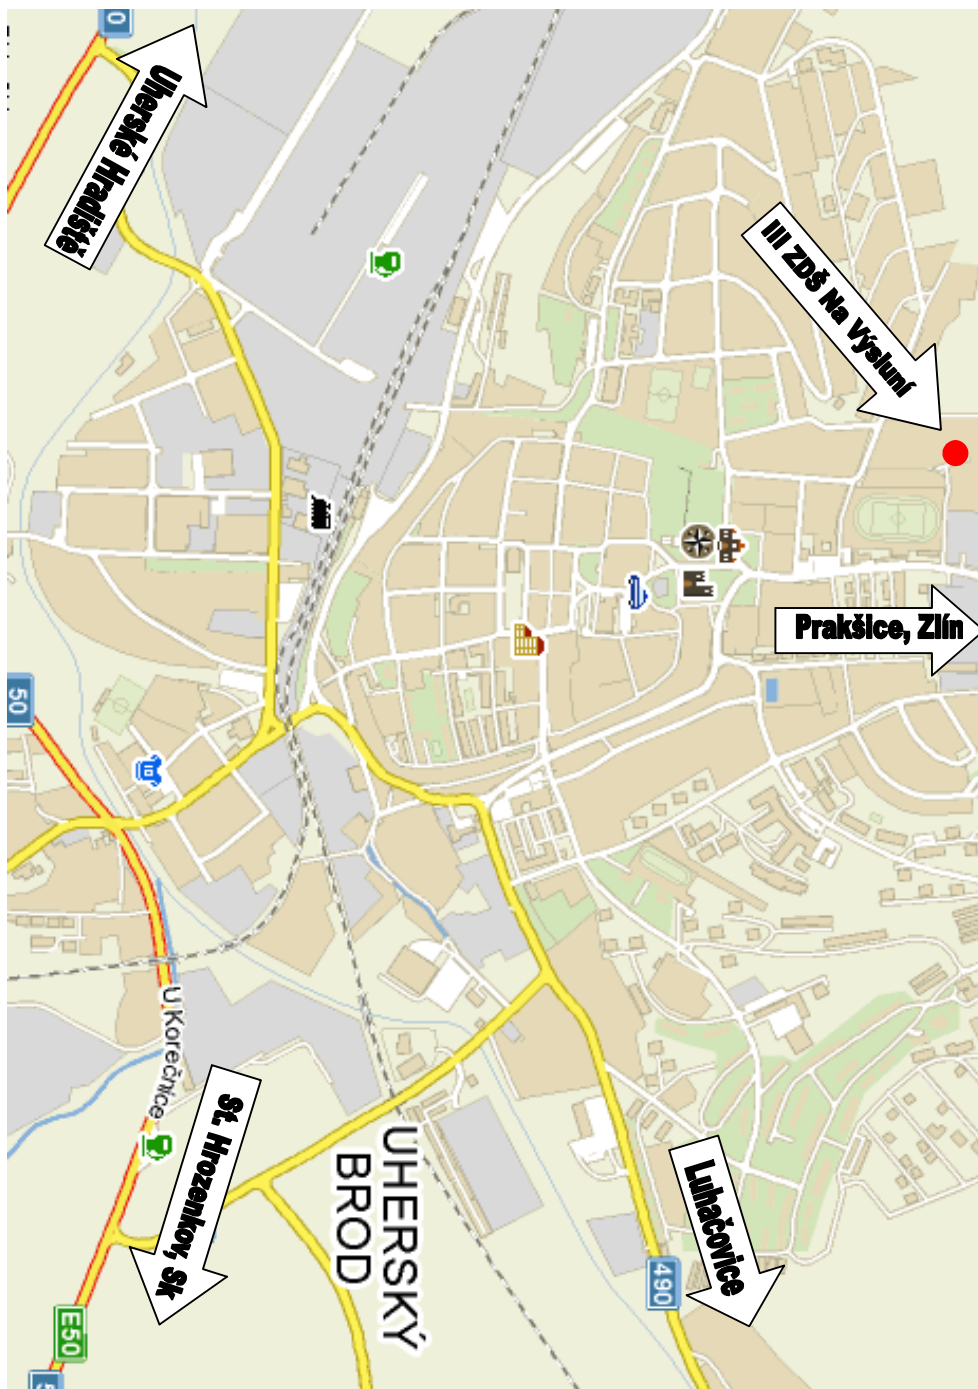 Uherské Hradiště
III ZDŠ Na Výsluní
Prakšice, Zlín
50
U Korečnice
St. Hrozenkov, SK
UHERSKÝ
BROD
Luhačovice
490
E50